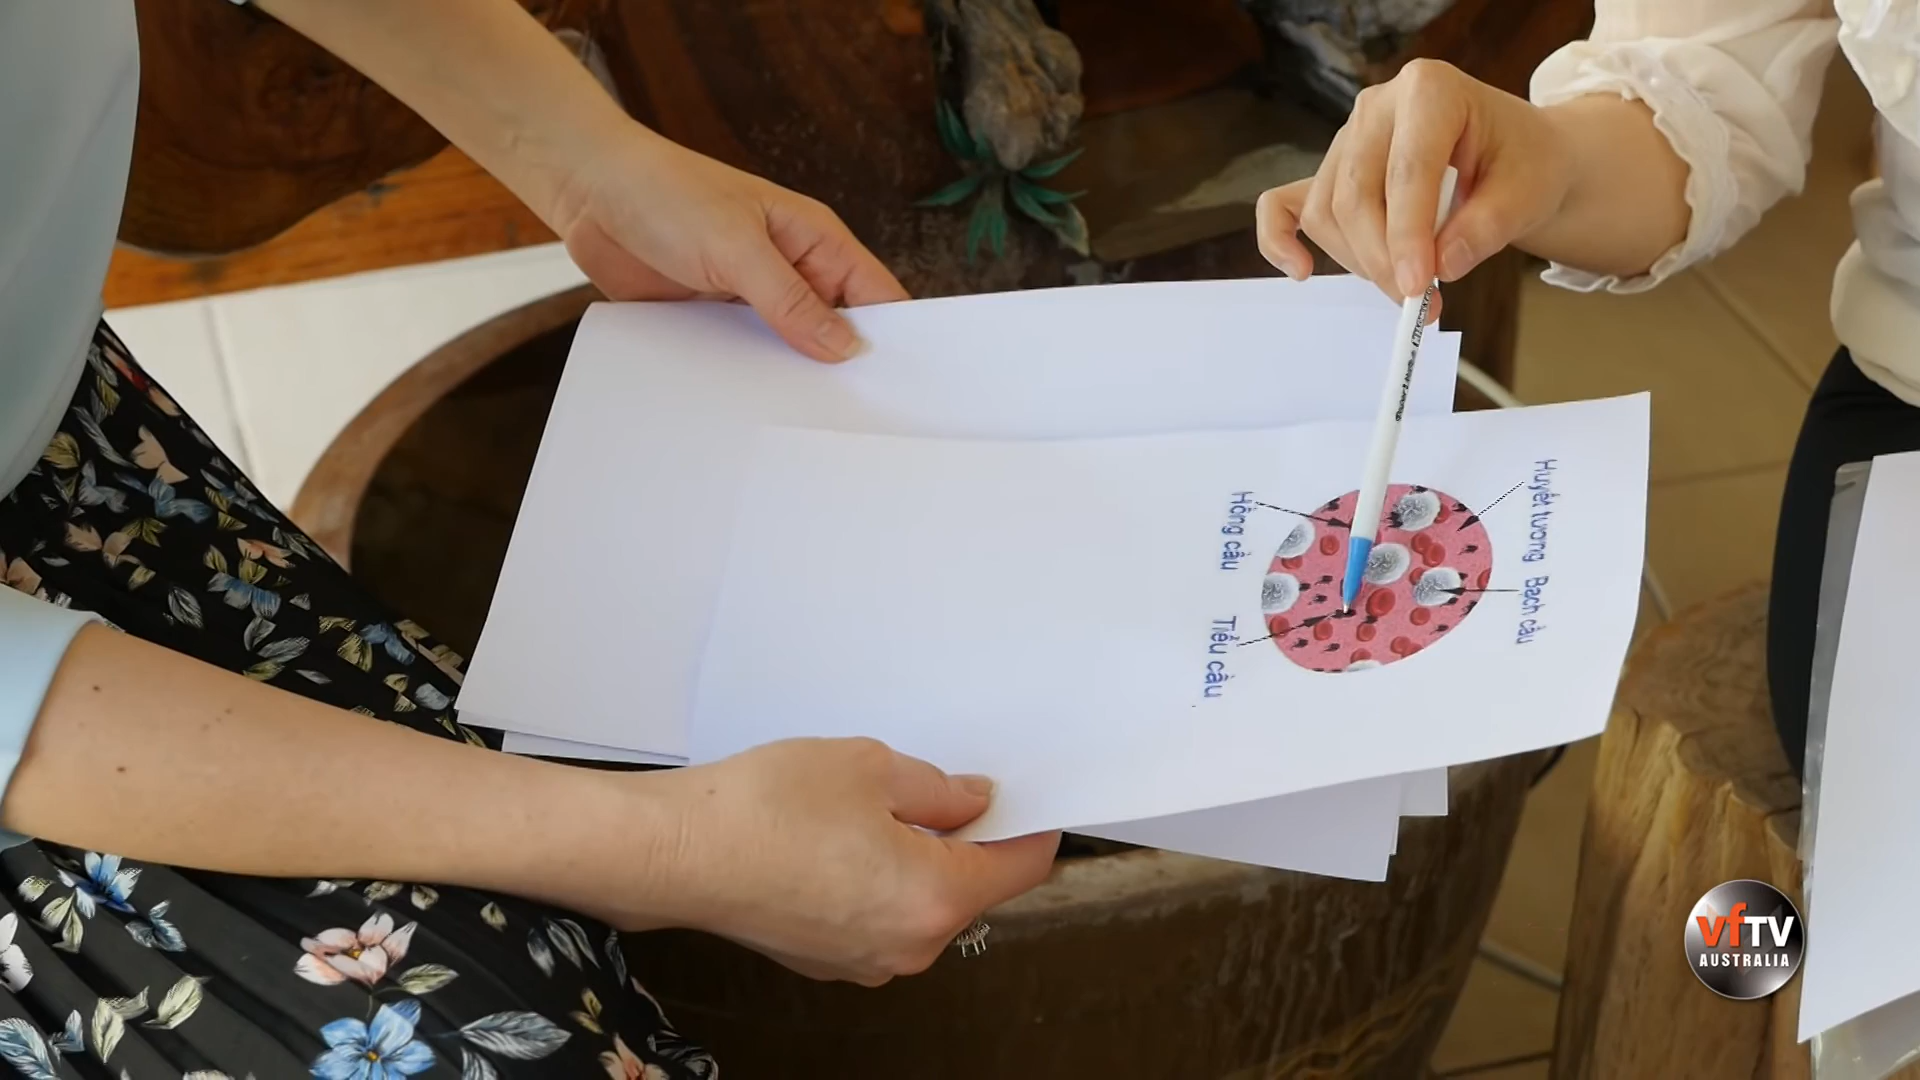 Huyết tương
Bạch cầu
Hồng cầu
Tiểu cầu
vfTV
AUSTRALIA